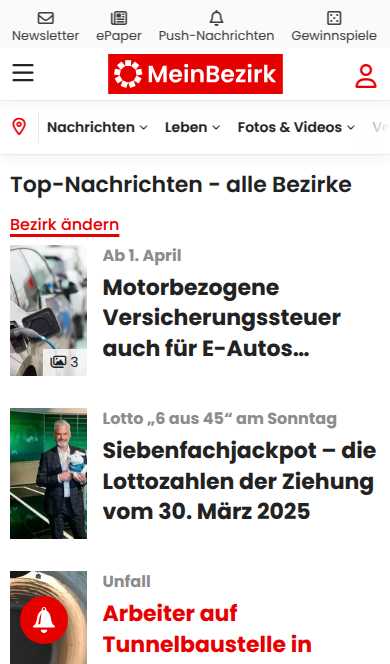 Newsletter ePaper Push-Nachrichten Gewinnspiele
MeinBezirk
Nachrichten Leben Fotos & Videos
Top-Nachrichten - alle Bezirke
Bezirk ändern
Ab 1. April
Motorbezogene
Versicherungssteuer
auch für E-Autos...
3
Lotto „6 aus 45“ am Sonntag
Siebenfachjackpot – die
Lottozahlen der Ziehung
vom 30. März 2025
Unfall
Arbeiter auf
Tunnelbaustelle in